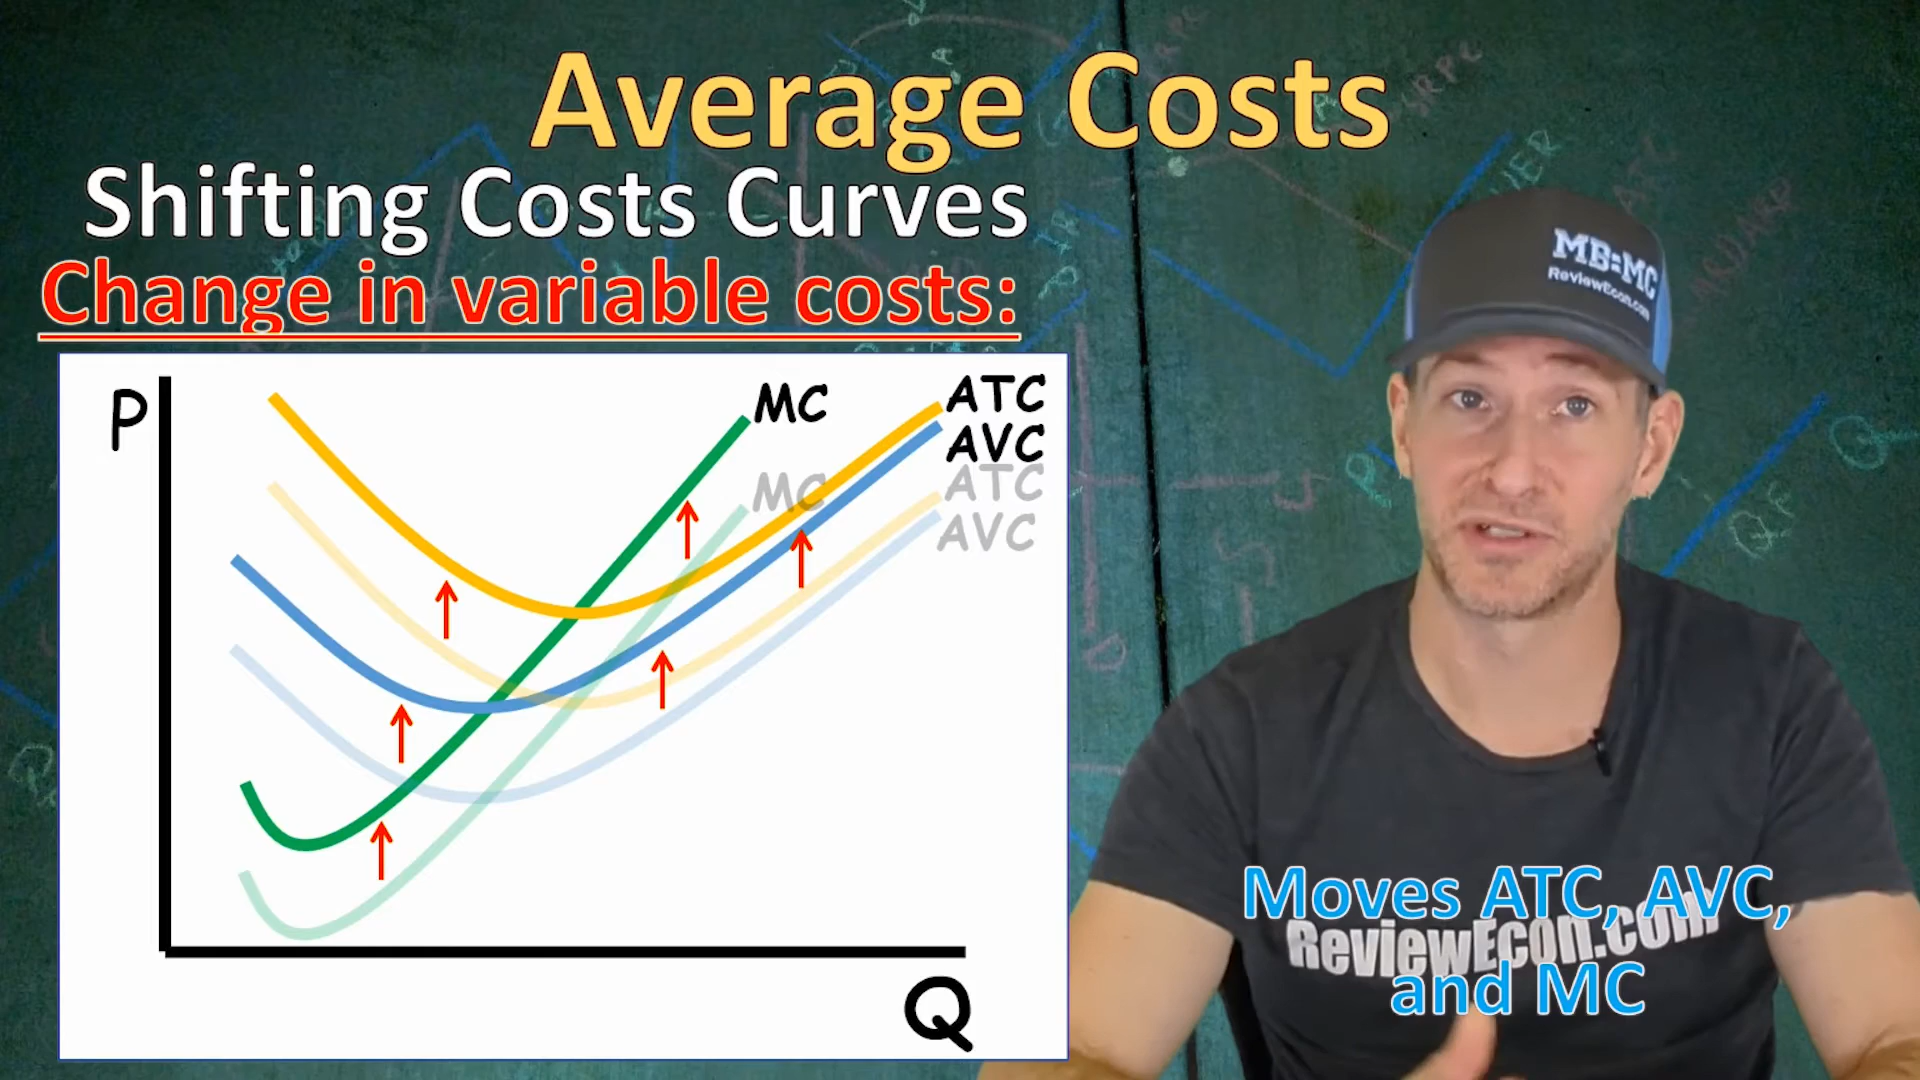 Average Costs
Shifting Costs Curves
Change in variable costs:
P
MC
ATC
AVC
MC
ATC
AVC
Q
MB=MC
ReviewEcon.com
Moves ATC, AVC,
ReviewEcon.com
and MC